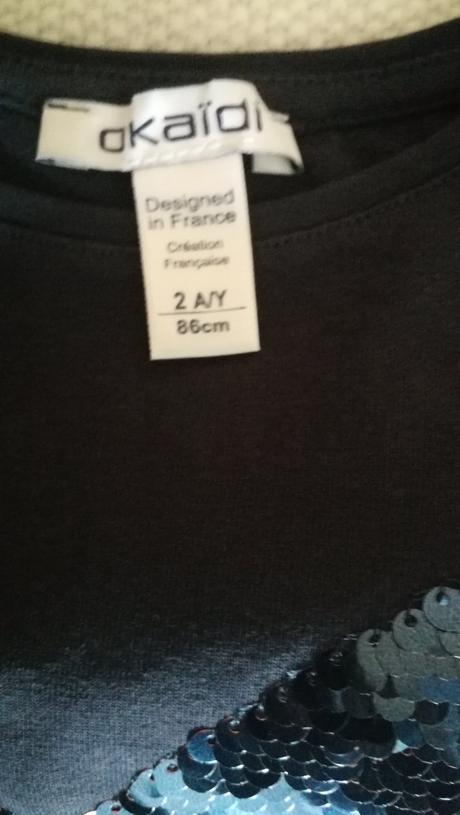 okaïdi
Designed
in France
Création
Française
2 A/Y
86cm